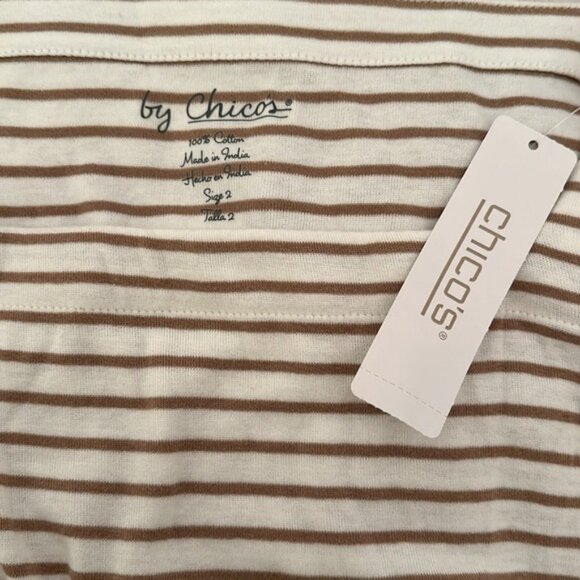 by Chico's®
100% Cotton
Made in India
Hecho en India
Size 2
Talla 2
chico's®